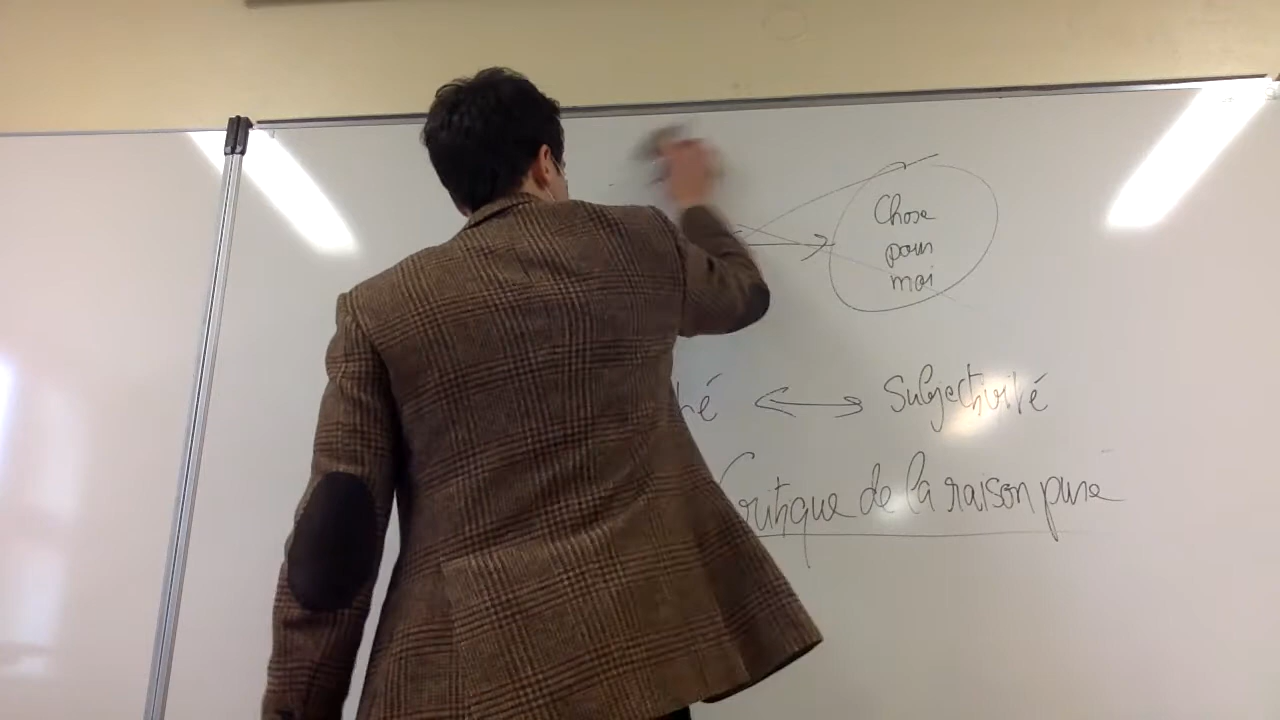 Chose
pour
moi
Subjectivité
Critique de la raison pure